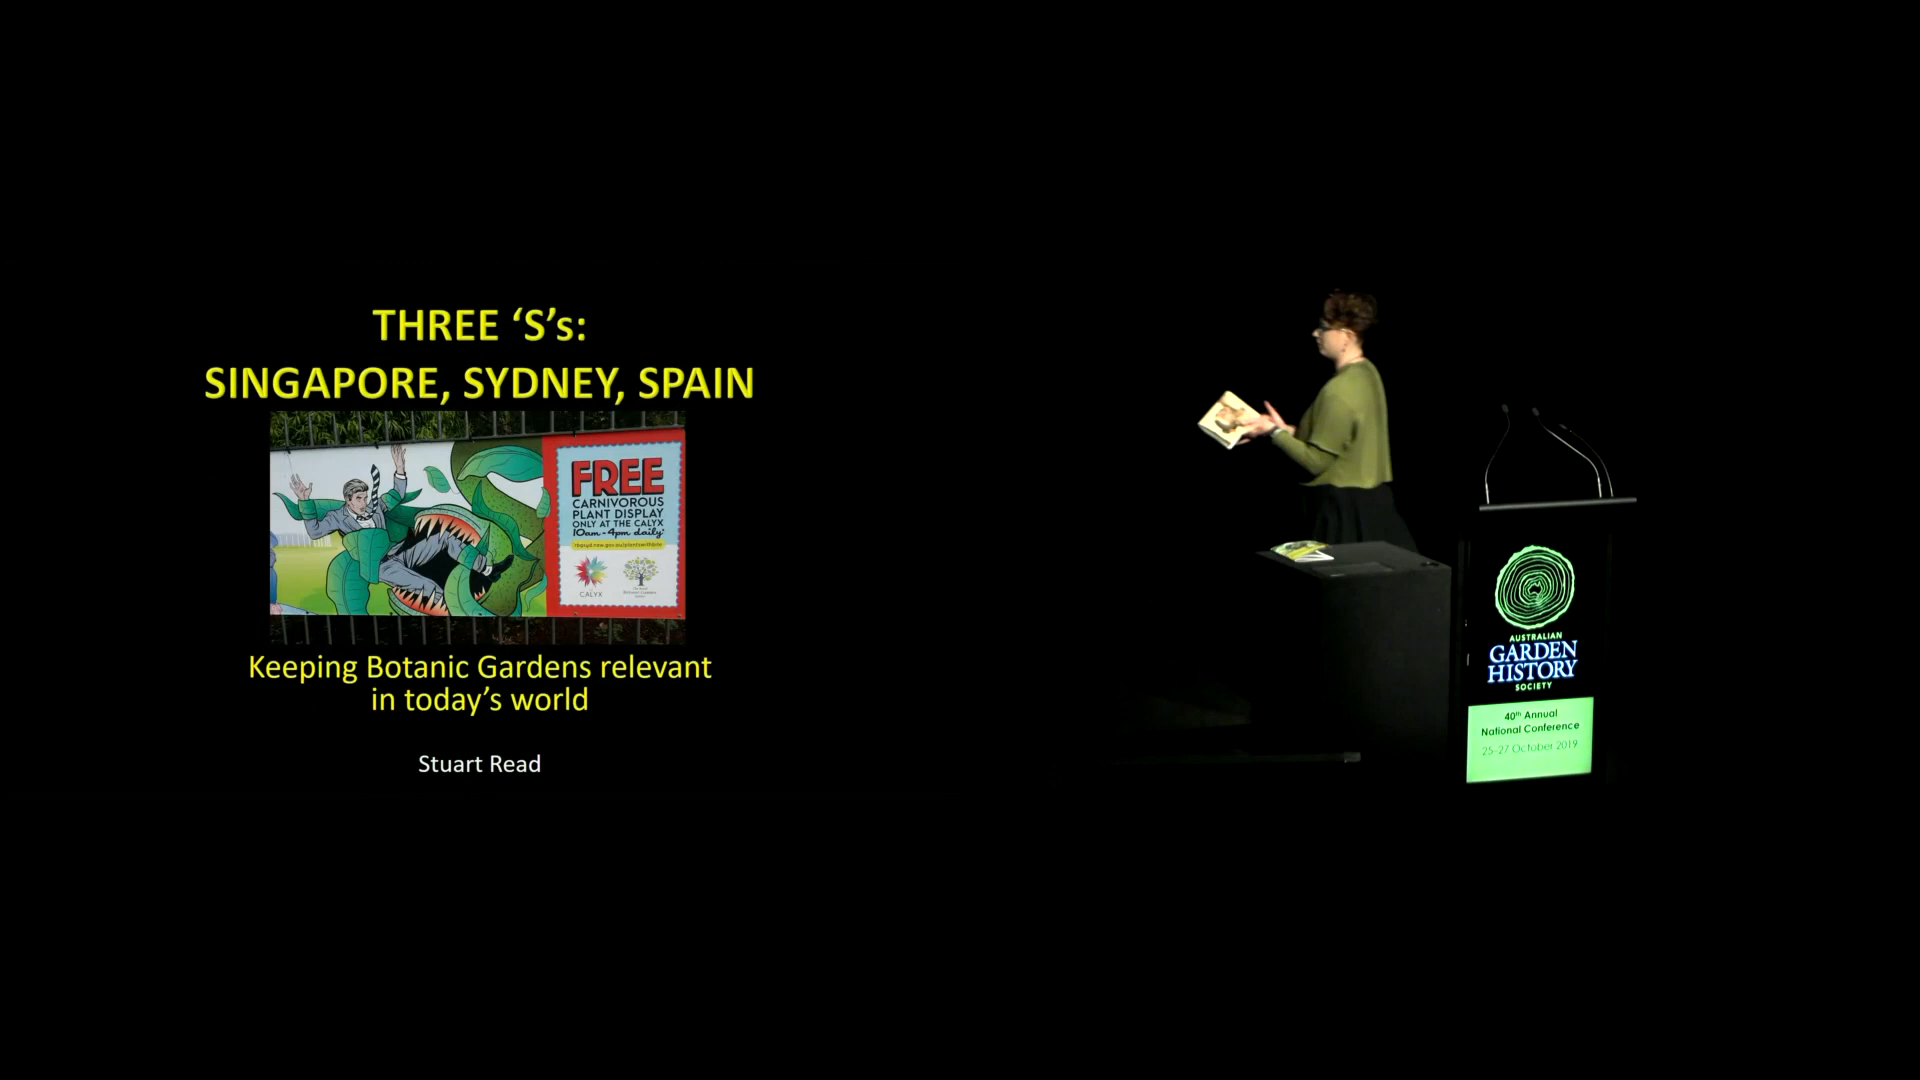 THREE ‘S’s:
SINGAPORE, SYDNEY, SPAIN
FREE
CARNIVOROUS
PLANT DISPLAY
ONLY AT THE CALYX
10am - 4pm daily*
CALYX
Keeping Botanic Gardens relevant
in today’s world
Stuart Read
AUSTRALIAN
GARDEN
HISTORY
SOCIETY
40th Annual
National Conference
25-27 October 2019